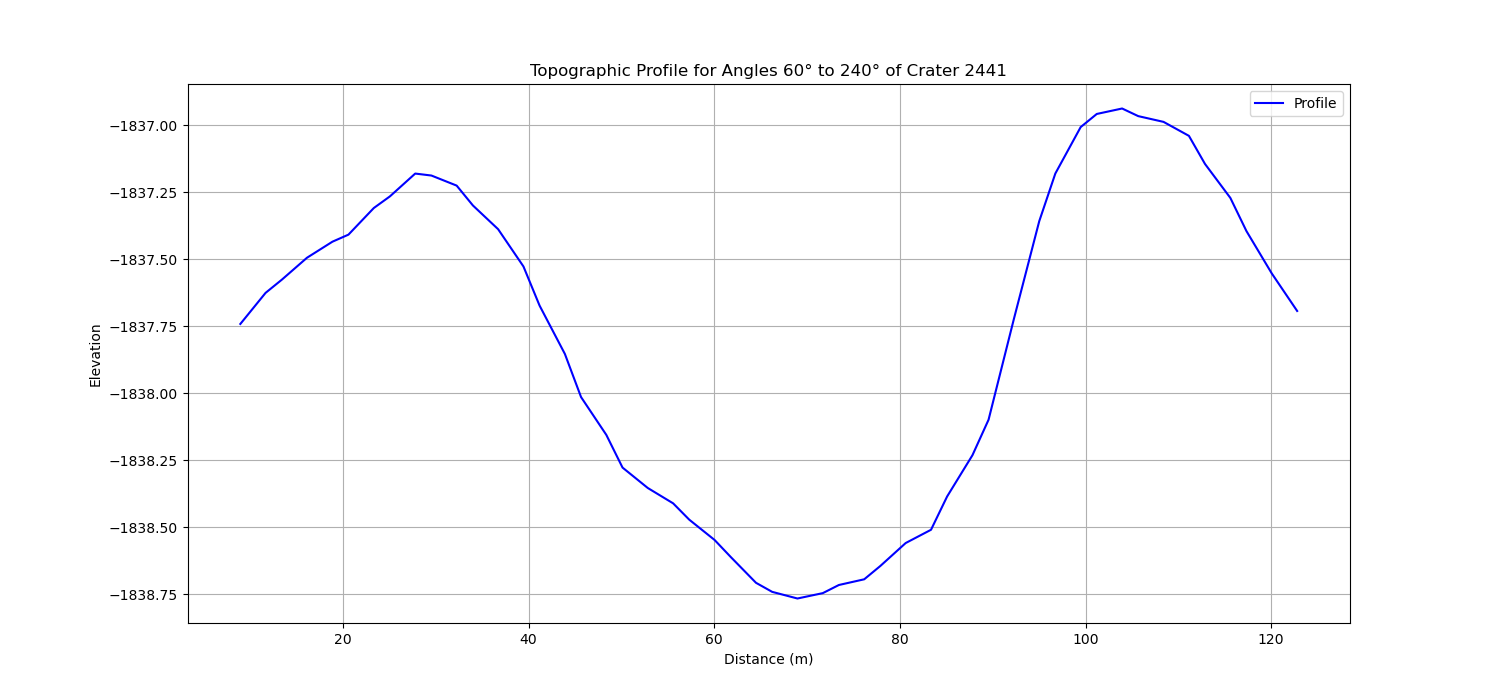 Topographic Profile for Angles 60° to 240° of Crater 2441
Profile
−1837.00
−1837.25
−1837.50
−1837.75
−1838.00
−1838.25
−1838.50
−1838.75
Elevation
20 40 60 80 100 120
Distance (m)